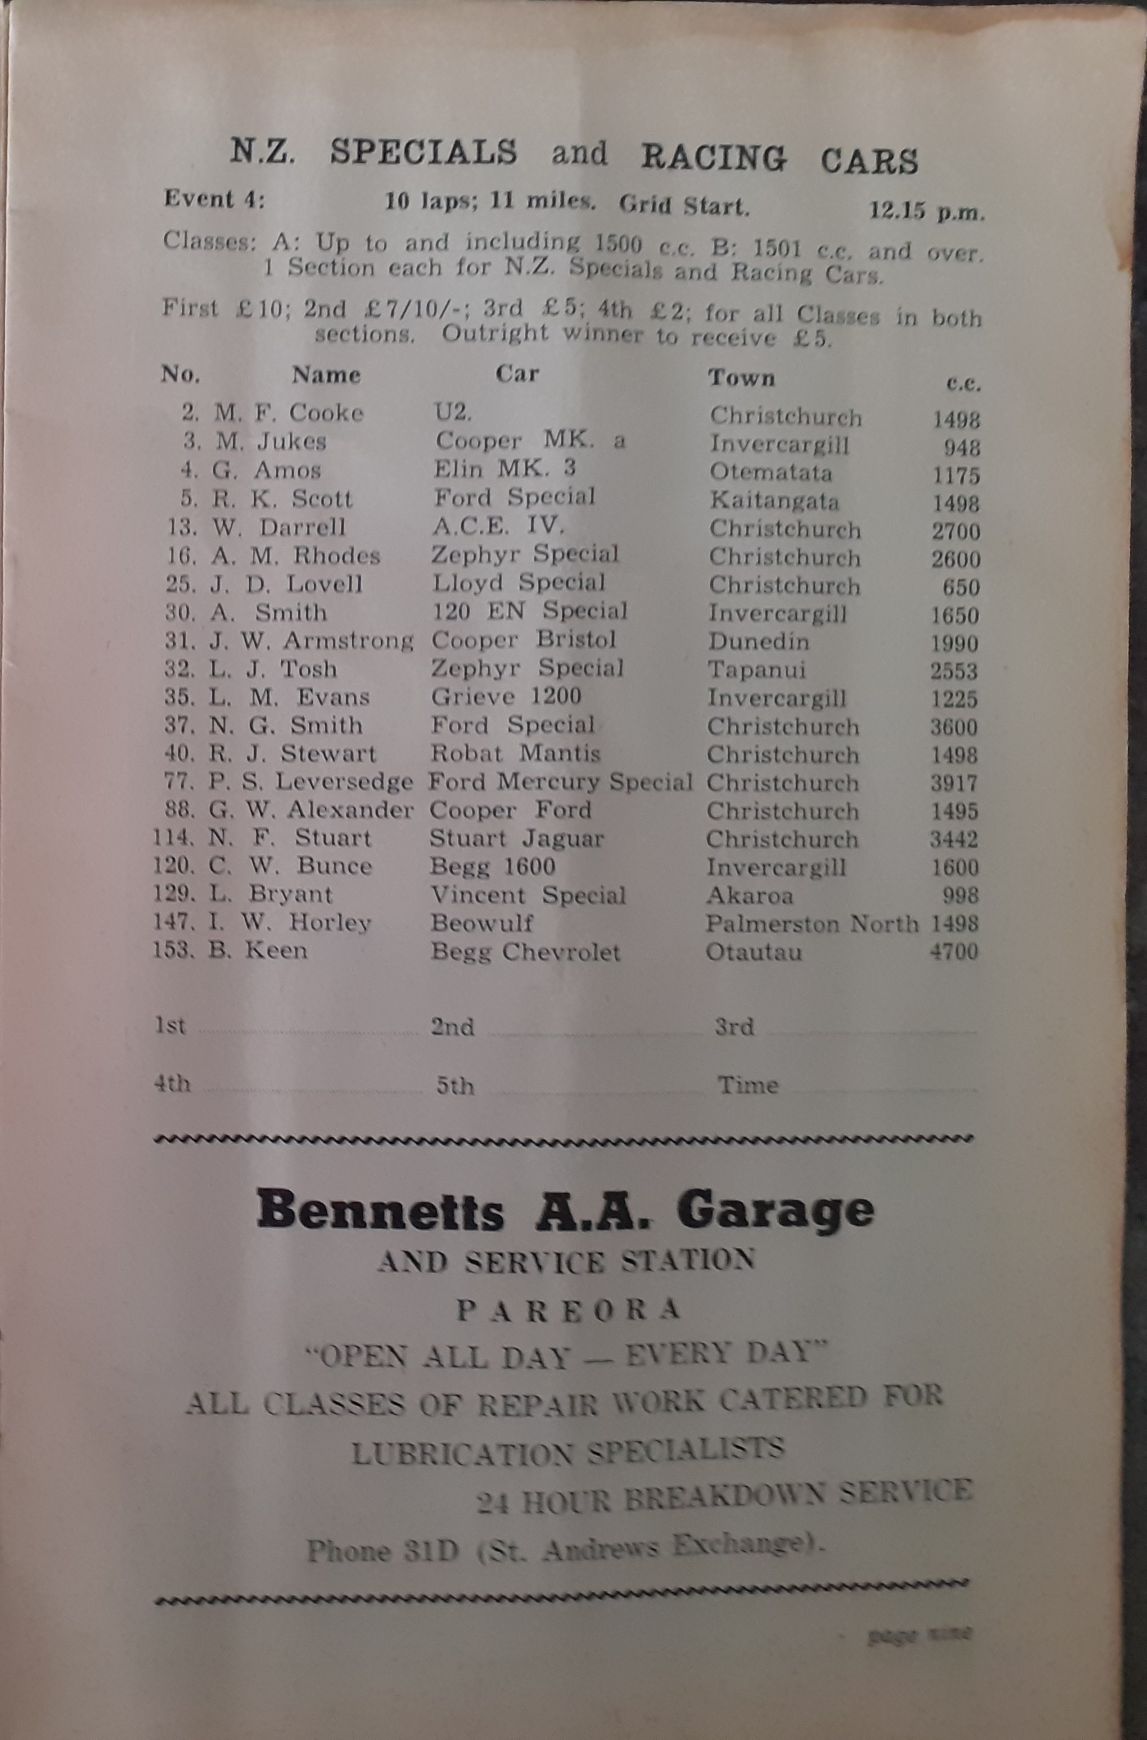 N.Z. SPECIALS and RACING CARS
Event 4: 10 laps; 11 miles. Grid Start. 12.15 p.m.
Classes: A: Up to and including 1500 c.c. B: 1501 c.c. and over.
1 Section each for N.Z. Specials and Racing Cars.
First £10; 2nd £7/10/-; 3rd £5; 4th £2; for all Classes in both
sections. Outright winner to receive £5.
No. Name Car Town c.c.
2. M. F. Cooke U2. Christchurch 1498
3. M. Jukes Cooper MK. a Invercargill 948
4. G. Amos Elin MK. 3 Otematata 1175
5. R. K. Scott Ford Special Kaitangata 1498
13. W. Darrell A.C.E. IV. Christchurch 2700
16. A. M. Rhodes Zephyr Special Christchurch 2600
25. J. D. Lovell Lloyd Special Christchurch 650
30. A. Smith 120 EN Special Invercargill 1650
31. J. W. Armstrong Cooper Bristol Dunedin 1990
32. L. J. Tosh Zephyr Special Tapanui 2553
35. L. M. Evans Grieve 1200 Invercargill 1225
37. N. G. Smith Ford Special Christchurch 3600
40. R. J. Stewart Robat Mantis Christchurch 1498
77. P. S. Leversedge Ford Mercury Special Christchurch 3917
88. G. W. Alexander Cooper Ford Christchurch 1495
114. N. F. Stuart Stuart Jaguar Christchurch 3442
120. C. W. Bunce Begg 1600 Invercargill 1600
129. L. Bryant Vincent Special Akaroa 998
147. I. W. Horley Beowulf Palmerston North 1498
153. B. Keen Begg Chevrolet Otautau 4700
1st 2nd 3rd
4th 5th Time
Bennetts A.A. Garage
AND SERVICE STATION
PAREORA
"OPEN ALL DAY — EVERY DAY"
ALL CLASSES OF REPAIR WORK CATERED FOR
LUBRICATION SPECIALISTS
24 HOUR BREAKDOWN SERVICE
Phone 31D (St. Andrews Exchange).
page nine